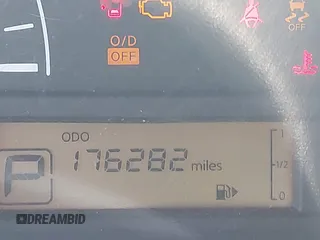 O/D
OFF
OFF
ODO
176282 miles
P
1
1/2
0
DREAMBID